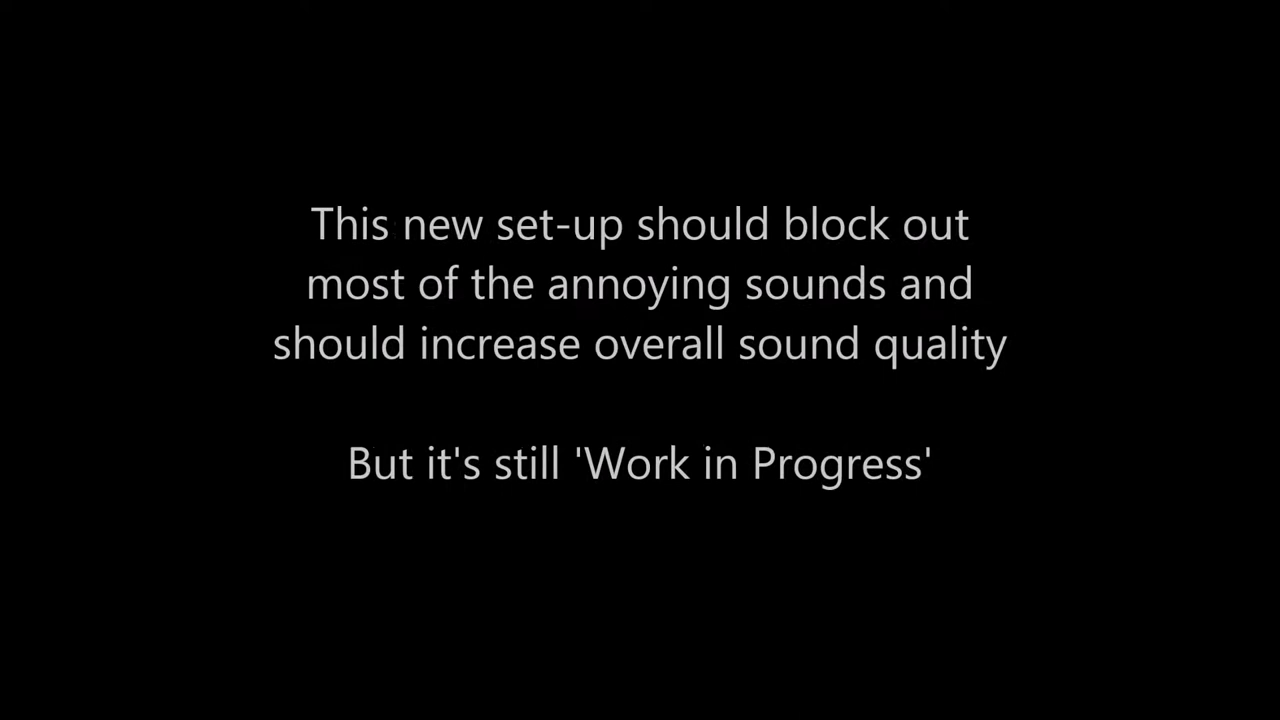 This new set-up should block out
most of the annoying sounds and
should increase overall sound quality
But it's still 'Work in Progress'